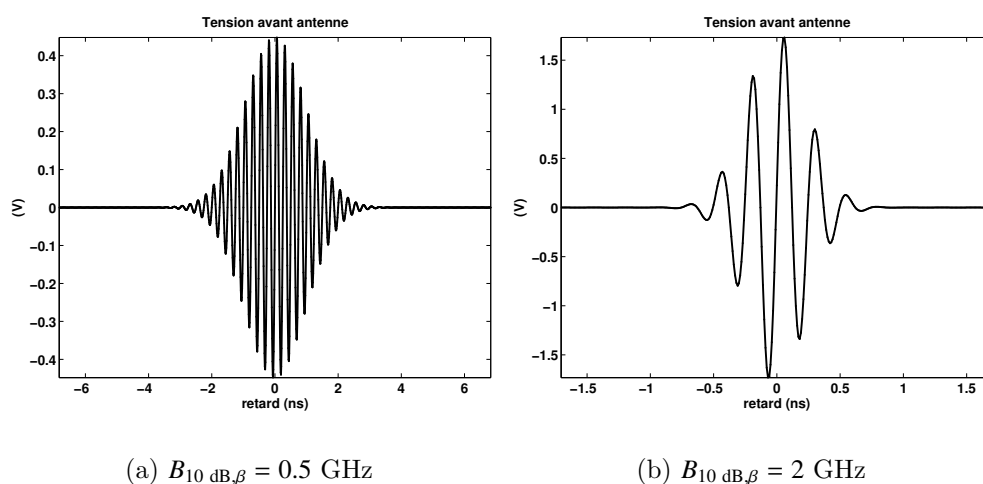 Tension avant antenne
0.4
0.3
0.2
0.1
0
−0.1
−0.2
−0.3
−0.4
(V)
−6 −4 −2 0 2 4 6
retard (ns)
(a) B10 dB,β = 0.5 GHz
Tension avant antenne
1.5
1
0.5
0
−0.5
−1
−1.5
(V)
−1.5 −1 −0.5 0 0.5 1 1.5
retard (ns)
(b) B10 dB,β = 2 GHz